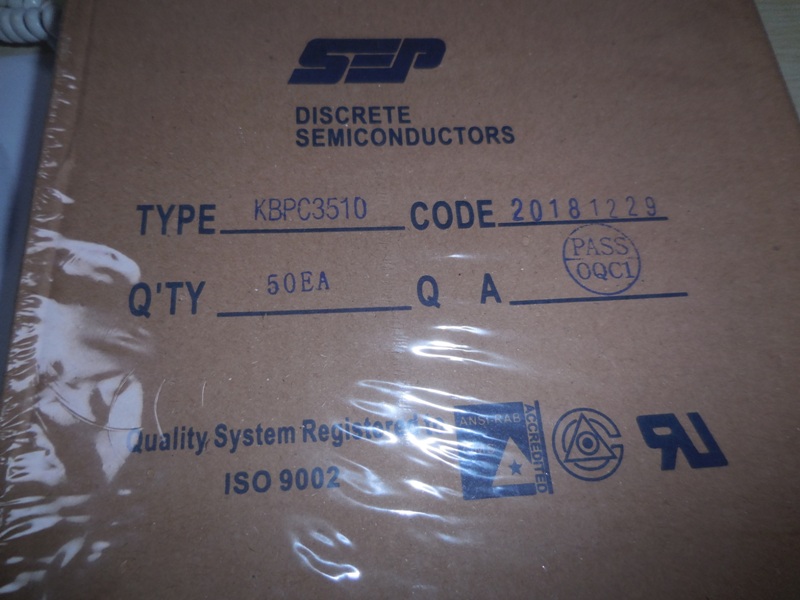 SEP
DISCRETE
SEMICONDUCTORS
TYPE KBPC3510 CODE 20181229
Q'TY 50EA Q A PASS OQC1
Quality System Registered to
ISO 9002
ANSI-RAB
ACCREDITED